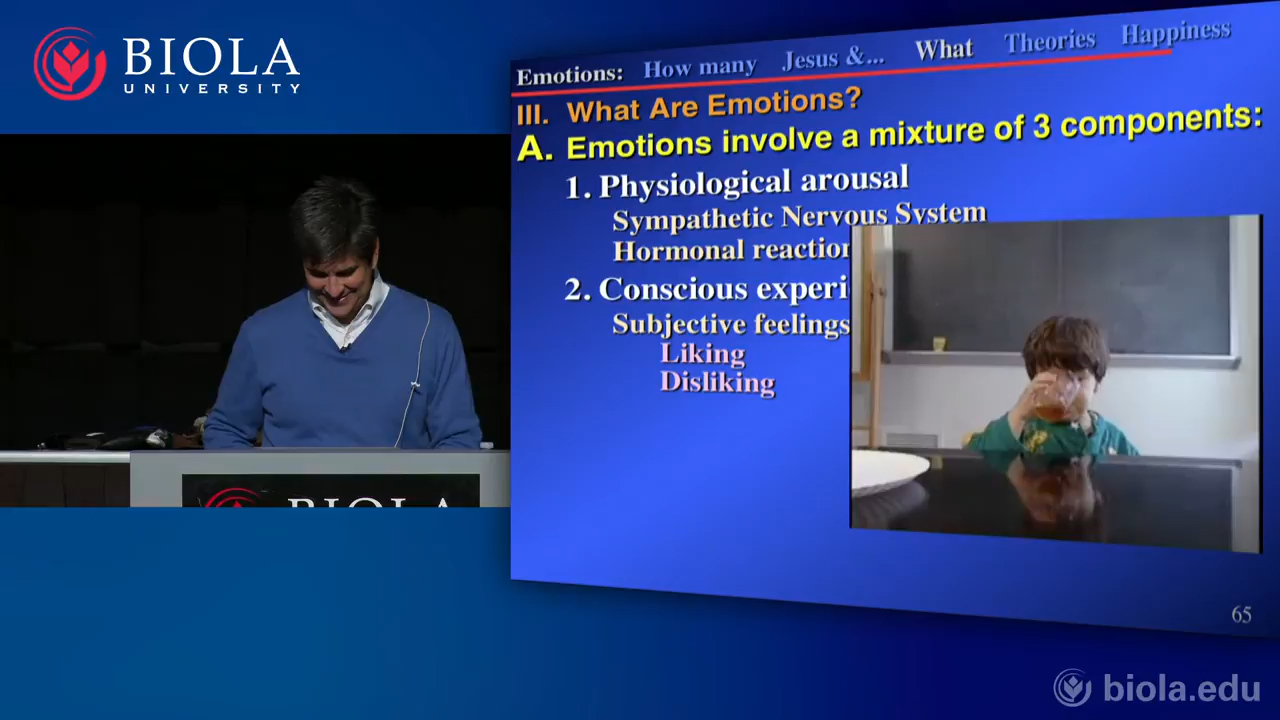 BIOLA
UNIVERSITY
Emotions: How many Jesus &... What Theories Happiness
III. What Are Emotions?
A. Emotions involve a mixture of 3 components:
1. Physiological arousal
Sympathetic Nervous System
Hormonal reaction
2. Conscious experi
Subjective feelings
Liking
Disliking
65
BIOLA
biola.edu